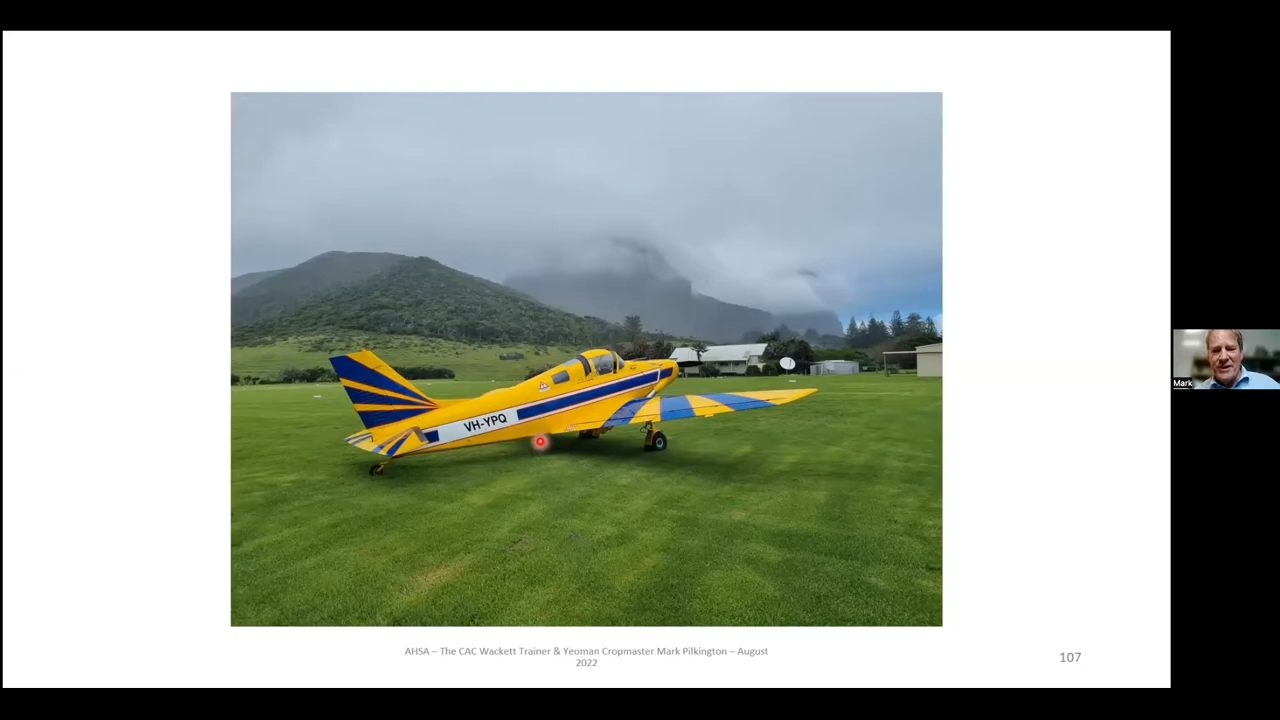 VH-YPQ
AHSA – The CAC Wackett Trainer & Yeoman Cropmaster Mark Pilkington – August
2022
107
Mark